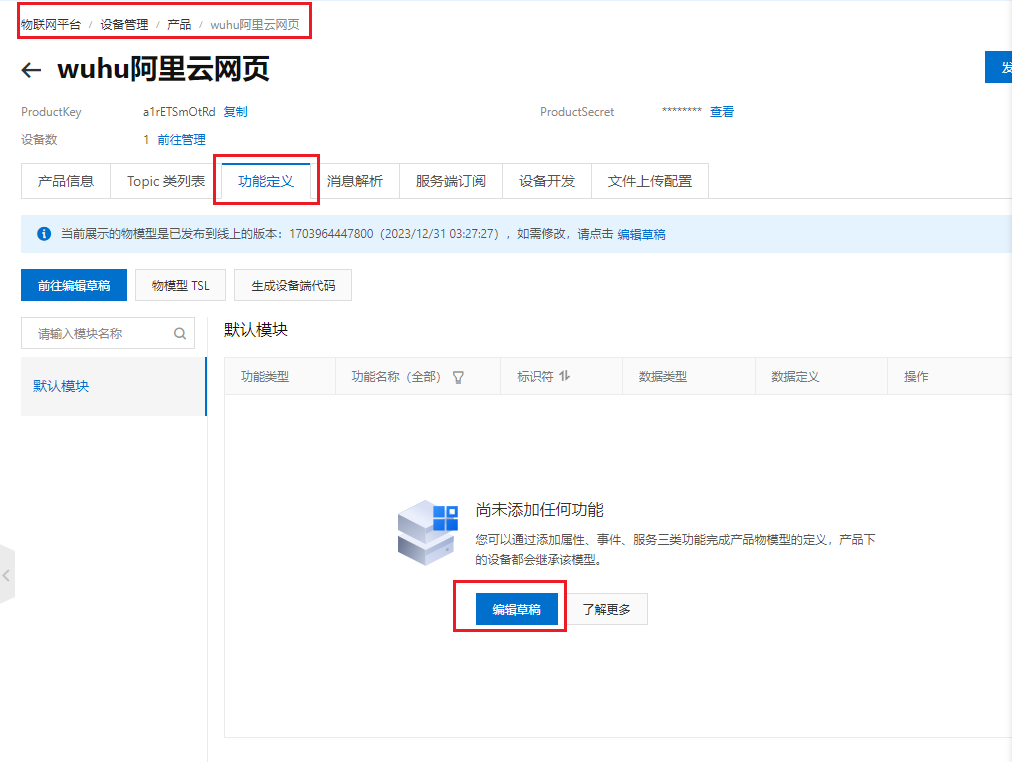 物联网平台 / 设备管理 / 产品 / wuhu阿里云网页
← wuhu阿里云网页
发
ProductKey a1rETSmOtRd 复制 ProductSecret ******** 查看
设备数 1 前往管理
产品信息 Topic 类列表 功能定义 消息解析 服务端订阅 设备开发 文件上传配置
当前展示的物模型是已发布到线上的版本：1703964447800（2023/12/31 03:27:27），如需修改，请点击 编辑草稿
前往编辑草稿 物模型 TSL 生成设备端代码
请输入模块名称 默认模块
默认模块
功能类型 功能名称（全部） 标识符 数据类型 数据定义 操作
尚未添加任何功能
您可以通过添加属性、事件、服务三类功能完成产品物模型的定义，产品下
的设备都会继承该模型。
编辑草稿 了解更多